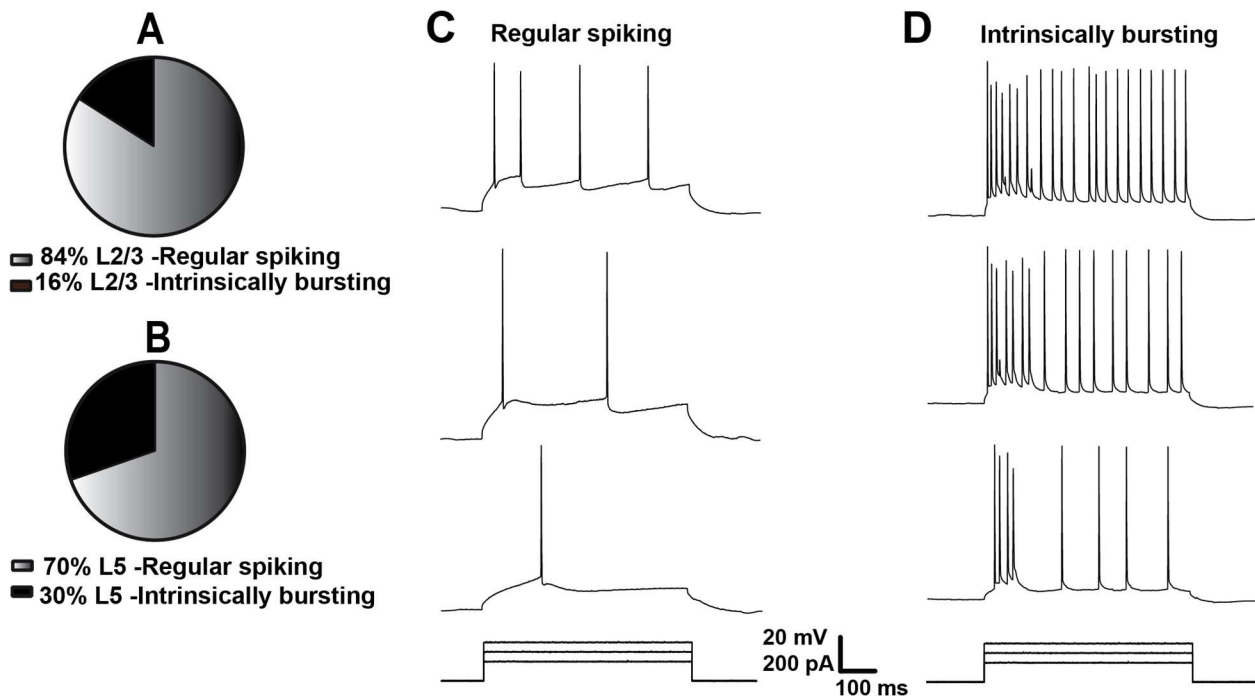 A
84% L2/3 -Regular spiking
16% L2/3 -Intrinsically bursting
B
70% L5 -Regular spiking
30% L5 -Intrinsically bursting
C Regular spiking
20 mV
200 pA
100 ms
D Intrinsically bursting